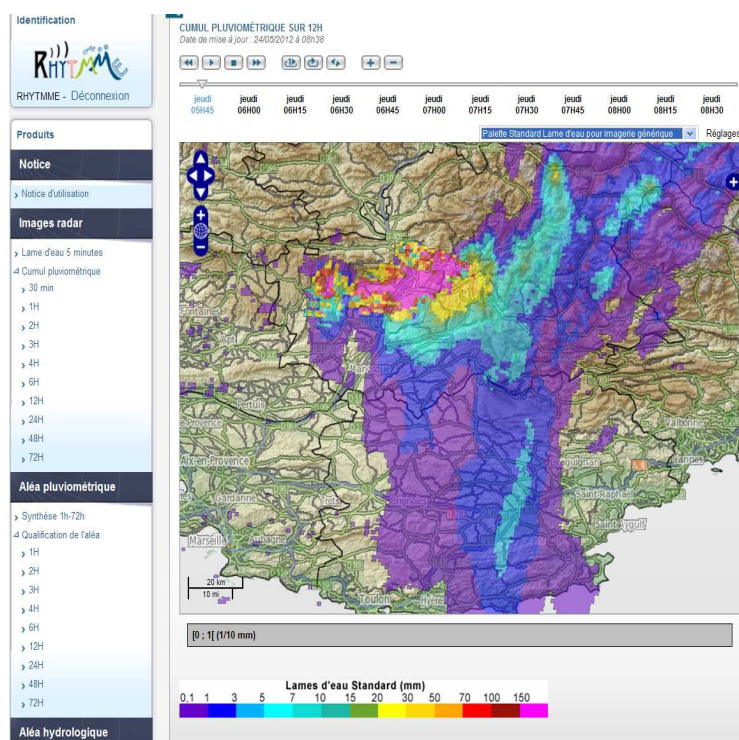 Identification
RHYTMME
RHYTMME - Déconnexion
Produits
Notice
Notice d'utilisation
Images radar
Lame d'eau 5 minutes
Cumul pluviométrique
30 min
1H
2H
3H
4H
6H
12H
24H
48H
72H
Aléa pluviométrique
Synthèse 1h-72h
Qualification de l'aléa
1H
2H
3H
4H
6H
12H
24H
48H
72H
Aléa hydrologique
CUMUL PLUVIOMÉTRIQUE SUR 12H
Date de mise à jour : 24/05/2012 à 08h38
jeudi jeudi jeudi jeudi jeudi jeudi jeudi jeudi jeudi jeudi jeudi jeudi
05H45 06H00 06H15 06H30 06H45 07H00 07H15 07H30 07H45 08H00 08H15 08H30
Palette Standard Lame d'eau pour imagerie générique Réglages
Fontaine
Apt
Manosque
Pertuis
Valbonne
Aix-en-Provence
Draguignan
Cannes
Gardanne
Trets
Brignoles
Saint-Raphaël
Saint-Aygulf
Marseille
Aubagne
Toulon
Hyères
20 km
10 mi
[0 ; 1[ (1/10 mm)
Lames d'eau Standard (mm)
0,1 1 3 5 7 10 15 20 30 50 70 100 150